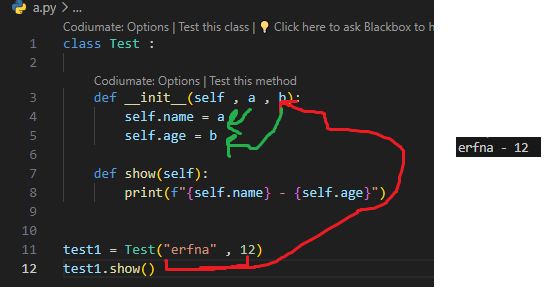 a.py > ...
Codiumate: Options | Test this class | 💡 Click here to ask Blackbox to h
1 class Test :
2
Codiumate: Options | Test this method
3 def __init__(self , a , b):
4 self.name = a
5 self.age = b
6
7 def show(self):
8 print(f"{self.name} - {self.age}")
9
10
11 test1 = Test("erfna" , 12)
12 test1.show()
erfna - 12